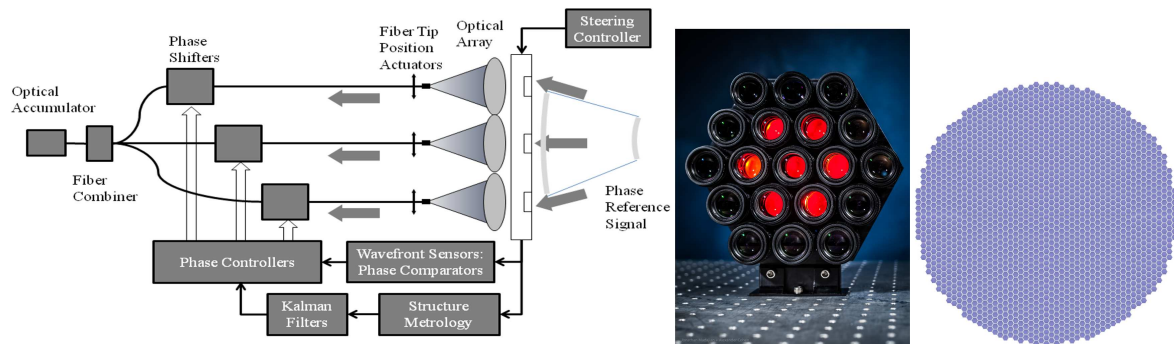 Steering
Controller
Phase
Shifters
Fiber Tip
Position
Actuators
Optical
Array
Optical
Accumulator
Fiber
Combiner
Phase
Reference
Signal
Phase Controllers
Wavefront Sensors:
Phase Comparators
Kalman
Filters
Structure
Metrology